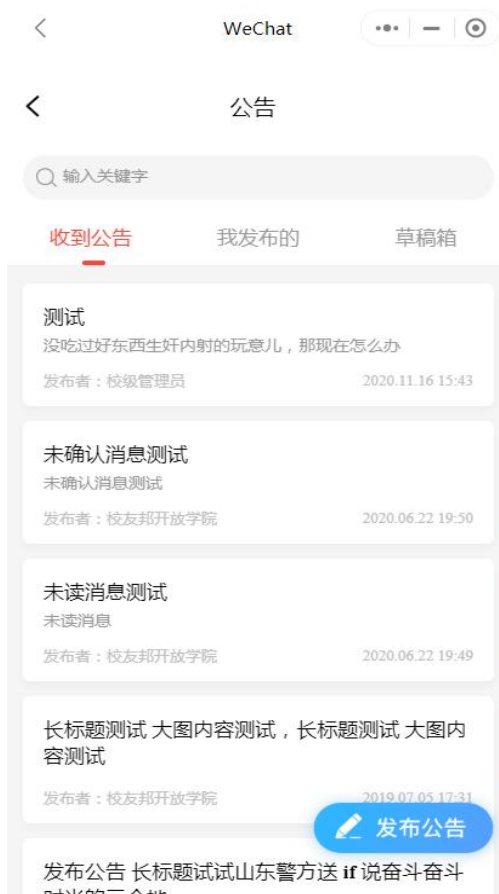 WeChat
公告
输入关键字
收到公告 我发布的 草稿箱
测试
没吃过好东西生奸内射的玩意儿，那现在怎么办
发布者：校级管理员 2020.11.16 15:43
未确认消息测试
未确认消息测试
发布者：校友邦开放学院 2020.06.22 19:50
未读消息测试
未读消息
发布者：校友邦开放学院 2020.06.22 19:49
长标题测试 大图内容测试，长标题测试 大图内
容测试
发布者：校友邦开放学院 2019.07.05 17:31
发布公告
发布公告 长标题试试山东警方送 if 说奋斗奋斗